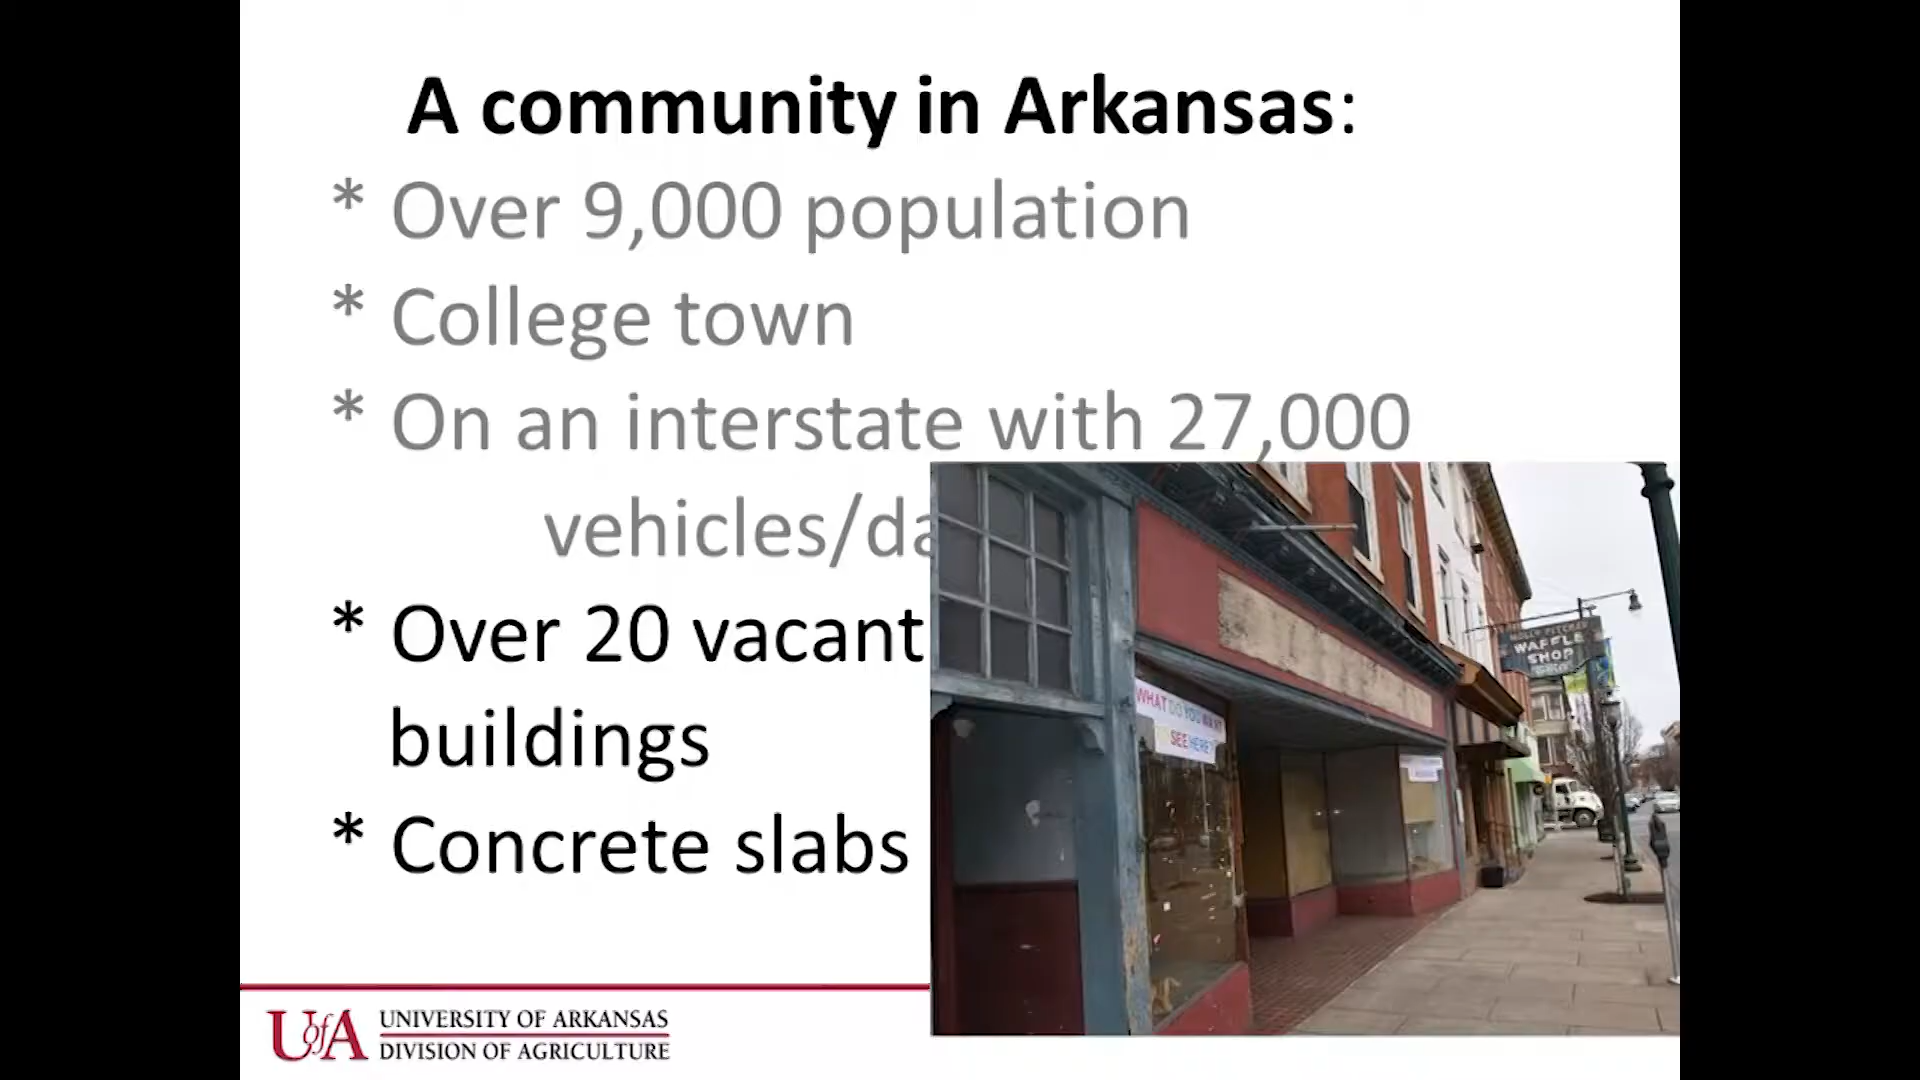 A community in Arkansas:
* Over 9,000 population
* College town
* On an interstate with 27,000
vehicles/da
* Over 20 vacant
buildings
* Concrete slabs
WHAT DO YOU WANT
SEE HERE?
WAFFLE
SHOP
UofA
UNIVERSITY OF ARKANSAS
DIVISION OF AGRICULTURE